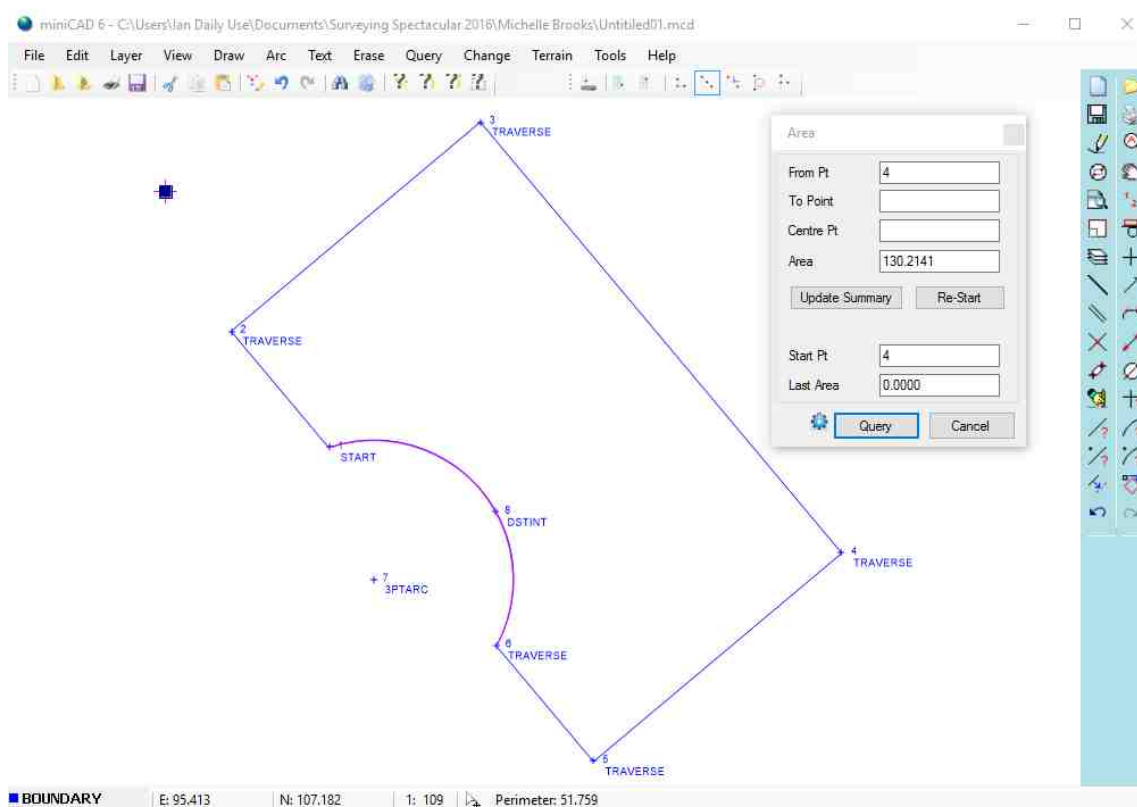 miniCAD 6 - C:\Users\Ian Daily Use\Documents\Surveying Spectacular 2016\Michelle Brooks\Untitiled01.mcd
File Edit Layer View Draw Arc Text Erase Query Change Terrain Tools Help
3
TRAVERSE
2
TRAVERSE
1
START
8
DSTINT
7
3PTARC
4
TRAVERSE
6
TRAVERSE
5
TRAVERSE
Area
From Pt 4
To Point
Centre Pt
Area 130.2141
Update Summary Re-Start
Start Pt 4
Last Area 0.0000
Query Cancel
BOUNDARY E: 95.413 N: 107.182 1: 109 Perimeter: 51.759